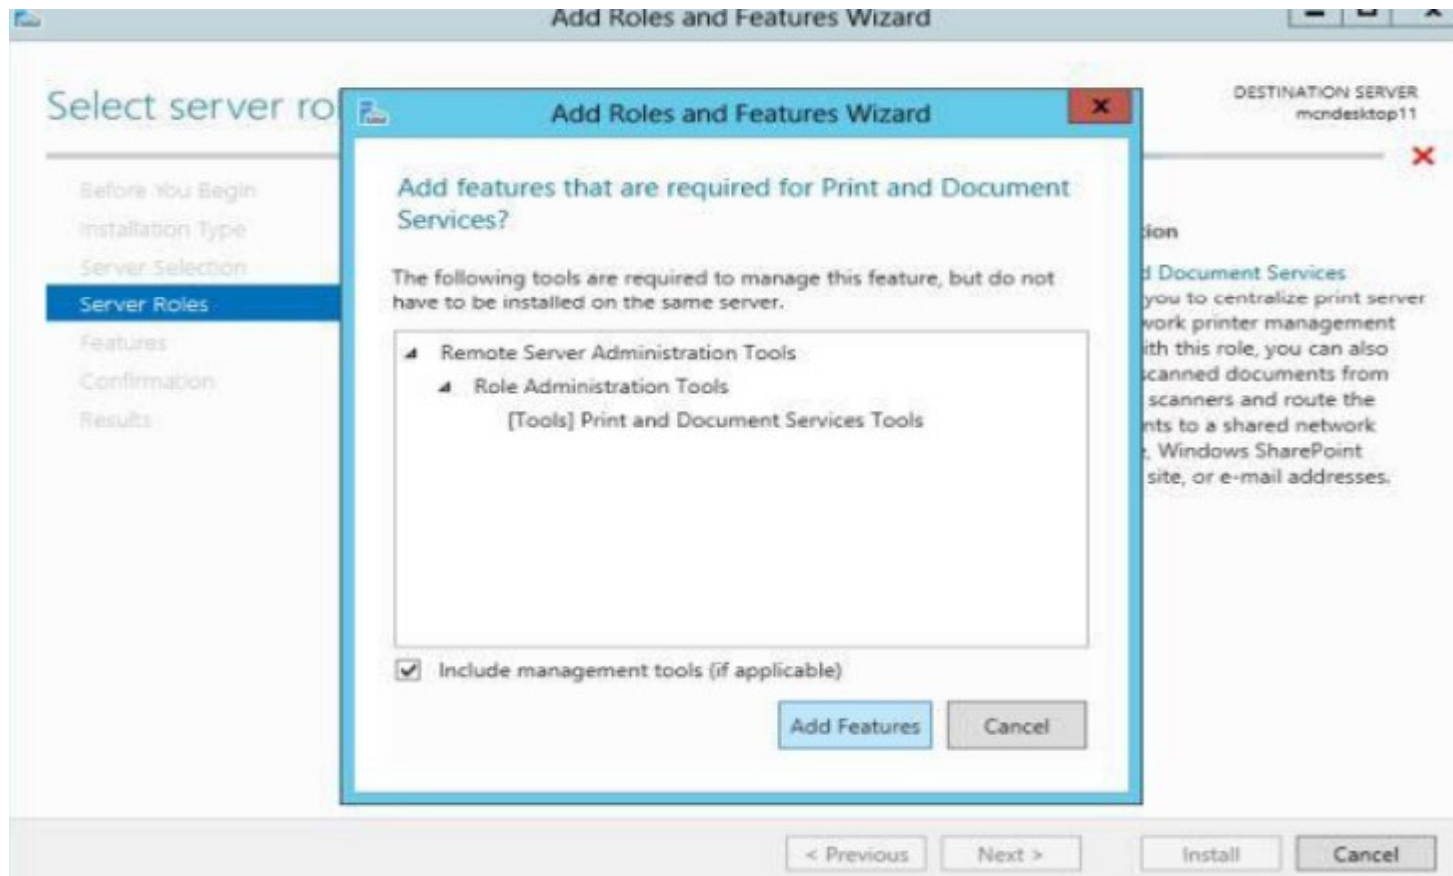 Add Roles and Features Wizard
Select server ro
DESTINATION SERVER
mcndesktop11
Before You Begin
Installation Type
Server Selection
Server Roles
Features
Confirmation
Results
Add Roles and Features Wizard
Add features that are required for Print and Document
Services?
The following tools are required to manage this feature, but do not
have to be installed on the same server.
Remote Server Administration Tools
Role Administration Tools
[Tools] Print and Document Services Tools
Include management tools (if applicable)
Add Features
Cancel
tion
d Document Services
you to centralize print server
work printer management
ith this role, you can also
scanned documents from
scanners and route the
nts to a shared network
, Windows SharePoint
site, or e-mail addresses.
< Previous
Next >
Install
Cancel